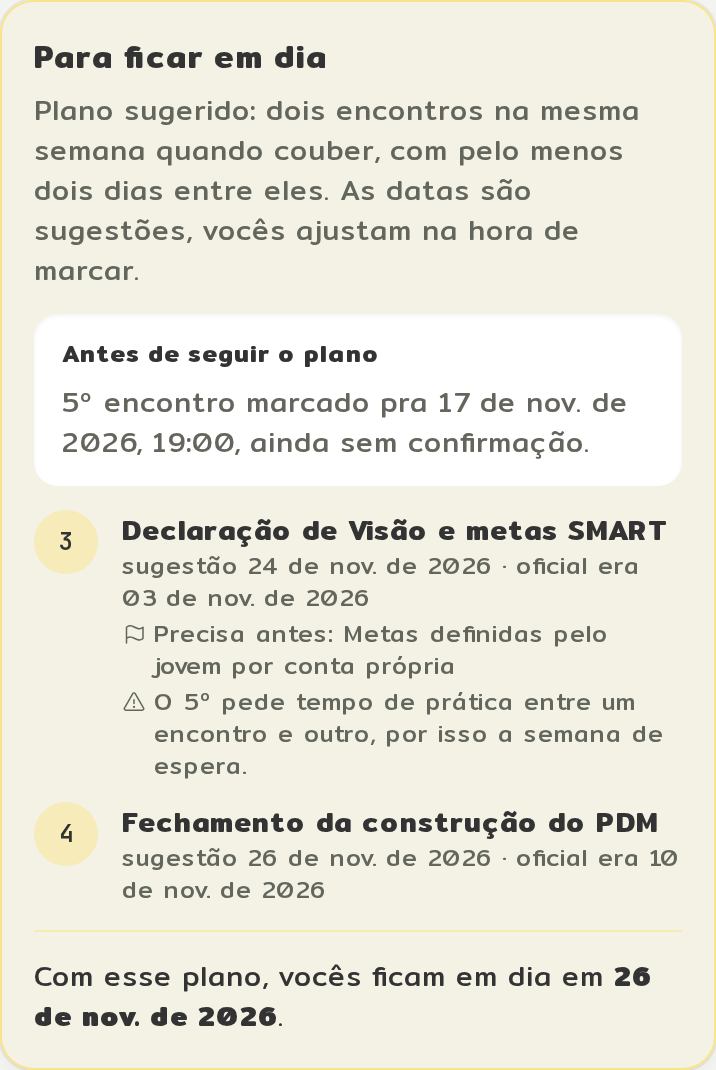 Para ficar em dia
Plano sugerido: dois encontros na mesma
semana quando couber, com pelo menos
dois dias entre eles. As datas são
sugestões, vocês ajustam na hora de
marcar.
Antes de seguir o plano
5º encontro marcado pra 17 de nov. de
2026, 19:00, ainda sem confirmação.
3
Declaração de Visão e metas SMART
sugestão 24 de nov. de 2026 · oficial era
03 de nov. de 2026
Precisa antes: Metas definidas pelo
jovem por conta própria
O 5º pede tempo de prática entre um
encontro e outro, por isso a semana de
espera.
4
Fechamento da construção do PDM
sugestão 26 de nov. de 2026 · oficial era 10
de nov. de 2026
Com esse plano, vocês ficam em dia em 26
de nov. de 2026.